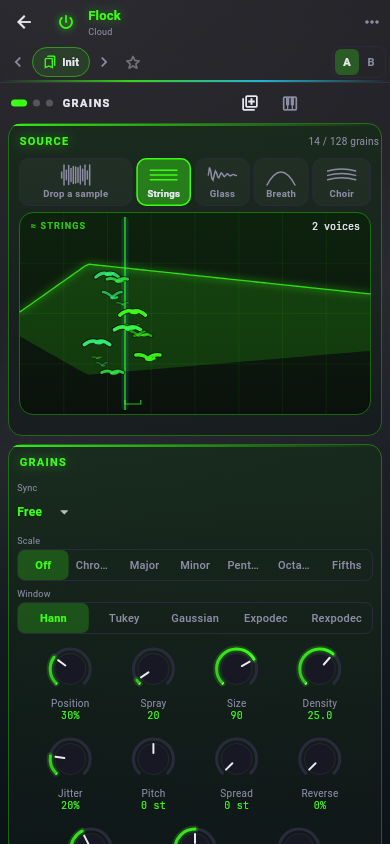 Flock
Cloud
Init
A B
GRAINS
SOURCE 14 / 128 grains
Drop a sample Strings Glass Breath Choir
≈ STRINGS 2 voices
GRAINS
Sync
Free
Scale
Off Chro… Major Minor Pent… Octa… Fifths
Window
Hann Tukey Gaussian Expodec Rexpodec
Position Spray Size Density
30% 20 90 25.0
Jitter Pitch Spread Reverse
20% 0 st 0 st 0%